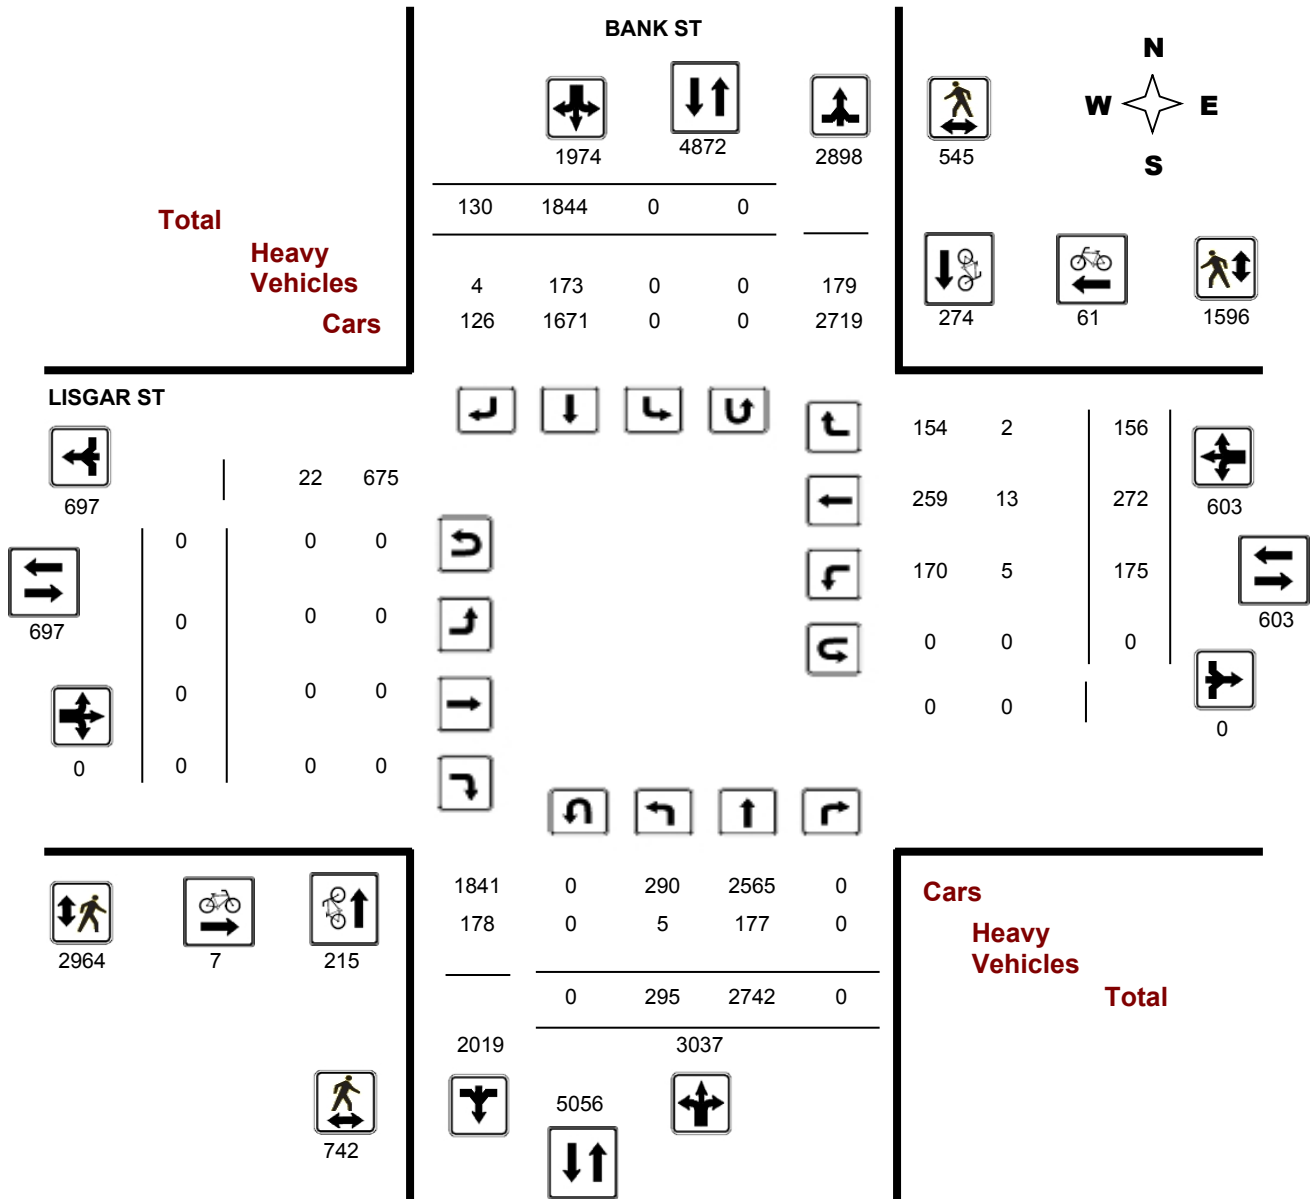 BANK ST
N
W E
S
1974 4872 2898 545
130 1844 0 0
Total
Heavy
Vehicles
4 173 0 0 179
Cars
126 1671 0 0 2719
274 61 1596
LISGAR ST
697
22 675
0 0 0
697
0 0 0
0 0 0
0
0 0 0
154 2 156
603
259 13 272
170 5 175
603
0 0 0
0 0
0
1841 0 290 2565 0
178 0 5 177 0
0 295 2742 0
2019 3037
5056
2964 7 215
742
Cars
Heavy
Vehicles
Total